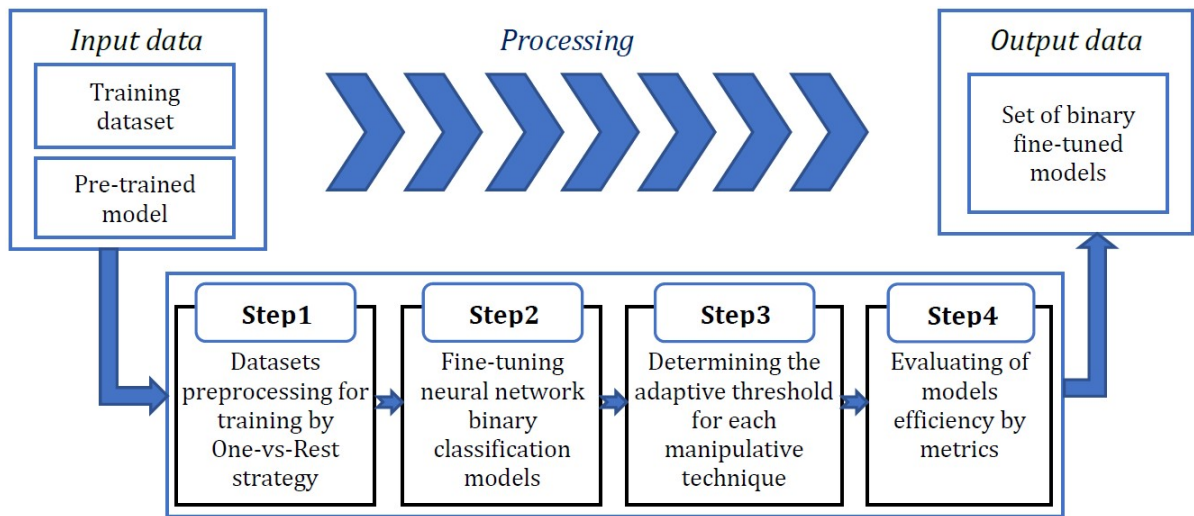 Input data
Training
dataset
Pre-trained
model
Processing
Output data
Set of binary
fine-tuned
models
Step1
Datasets
preprocessing for
training by
One-vs-Rest
strategy
Step2
Fine-tuning
neural network
binary
classification
models
Step3
Determining the
adaptive threshold
for each
manipulative
technique
Step4
Evaluating of
models
efficiency by
metrics